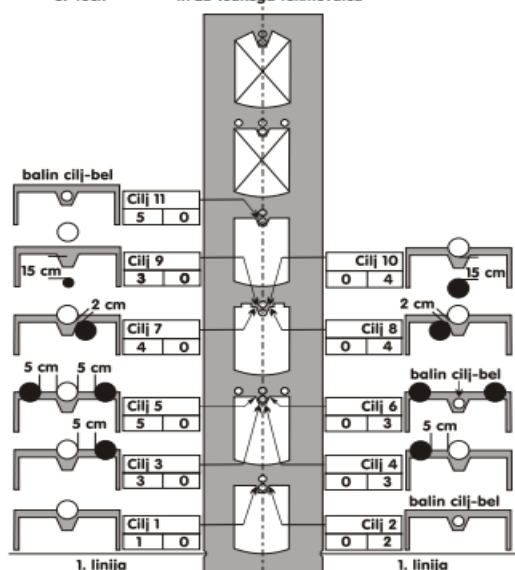 balin cilj-bel
Cilj 11
5 0
15 cm
Cilj 9
3 0
Cilj 10
0 4
15 cm
2 cm
Cilj 7
4 0
Cilj 8
0 4
2 cm
5 cm 5 cm
Cilj 5
5 0
Cilj 6
0 3
balin cilj-bel
5 cm
Cilj 3
3 0
Cilj 4
0 3
5 cm
Cilj 1
1 0
Cilj 2
0 2
balin cilj-bel
1. linija 1. linija